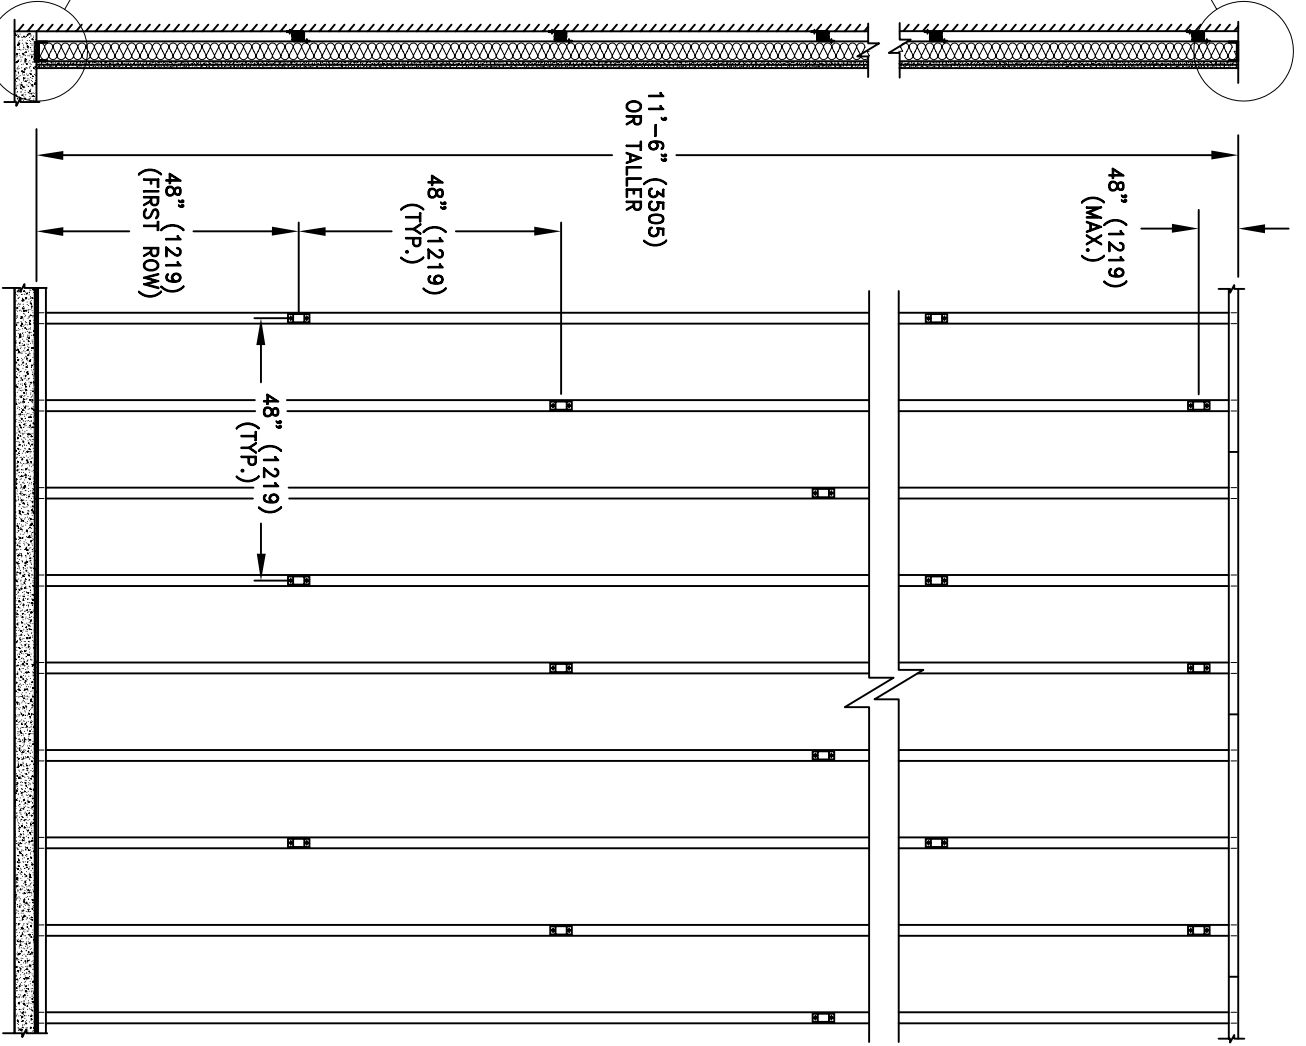 11'-6" (3505)
OR TALLER
48" (1219)
(MAX.)
48" (1219)
(TYP.)
48" (1219)
(FIRST ROW)
48" (1219)
(TYP.)